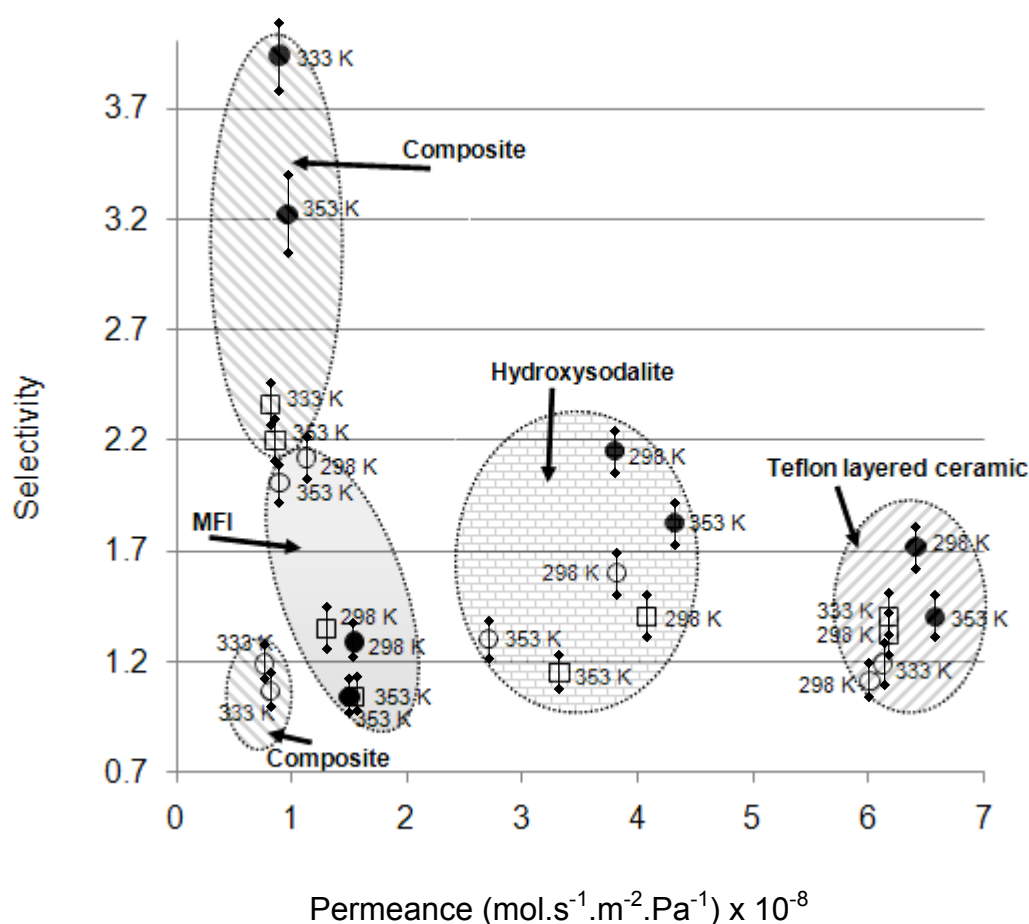 333 K
3.7
Composite
353 K
3.2
2.7
Hydroxysodalite
333 K
353 K
2.2
298 K
298 K
Teflon layered ceramic
353 K
Selectivity
MFI
353 K
298 K
1.7
298 K
298 K
333 K
298 K
353 K
298 K
298 K
333 K
353 K
333 K
1.2
353 K
298 K
353 K
353 K
333 K
Composite
0.7
0 1 2 3 4 5 6 7
Permeance (mol.s⁻¹.m⁻².Pa⁻¹) x 10⁻⁸